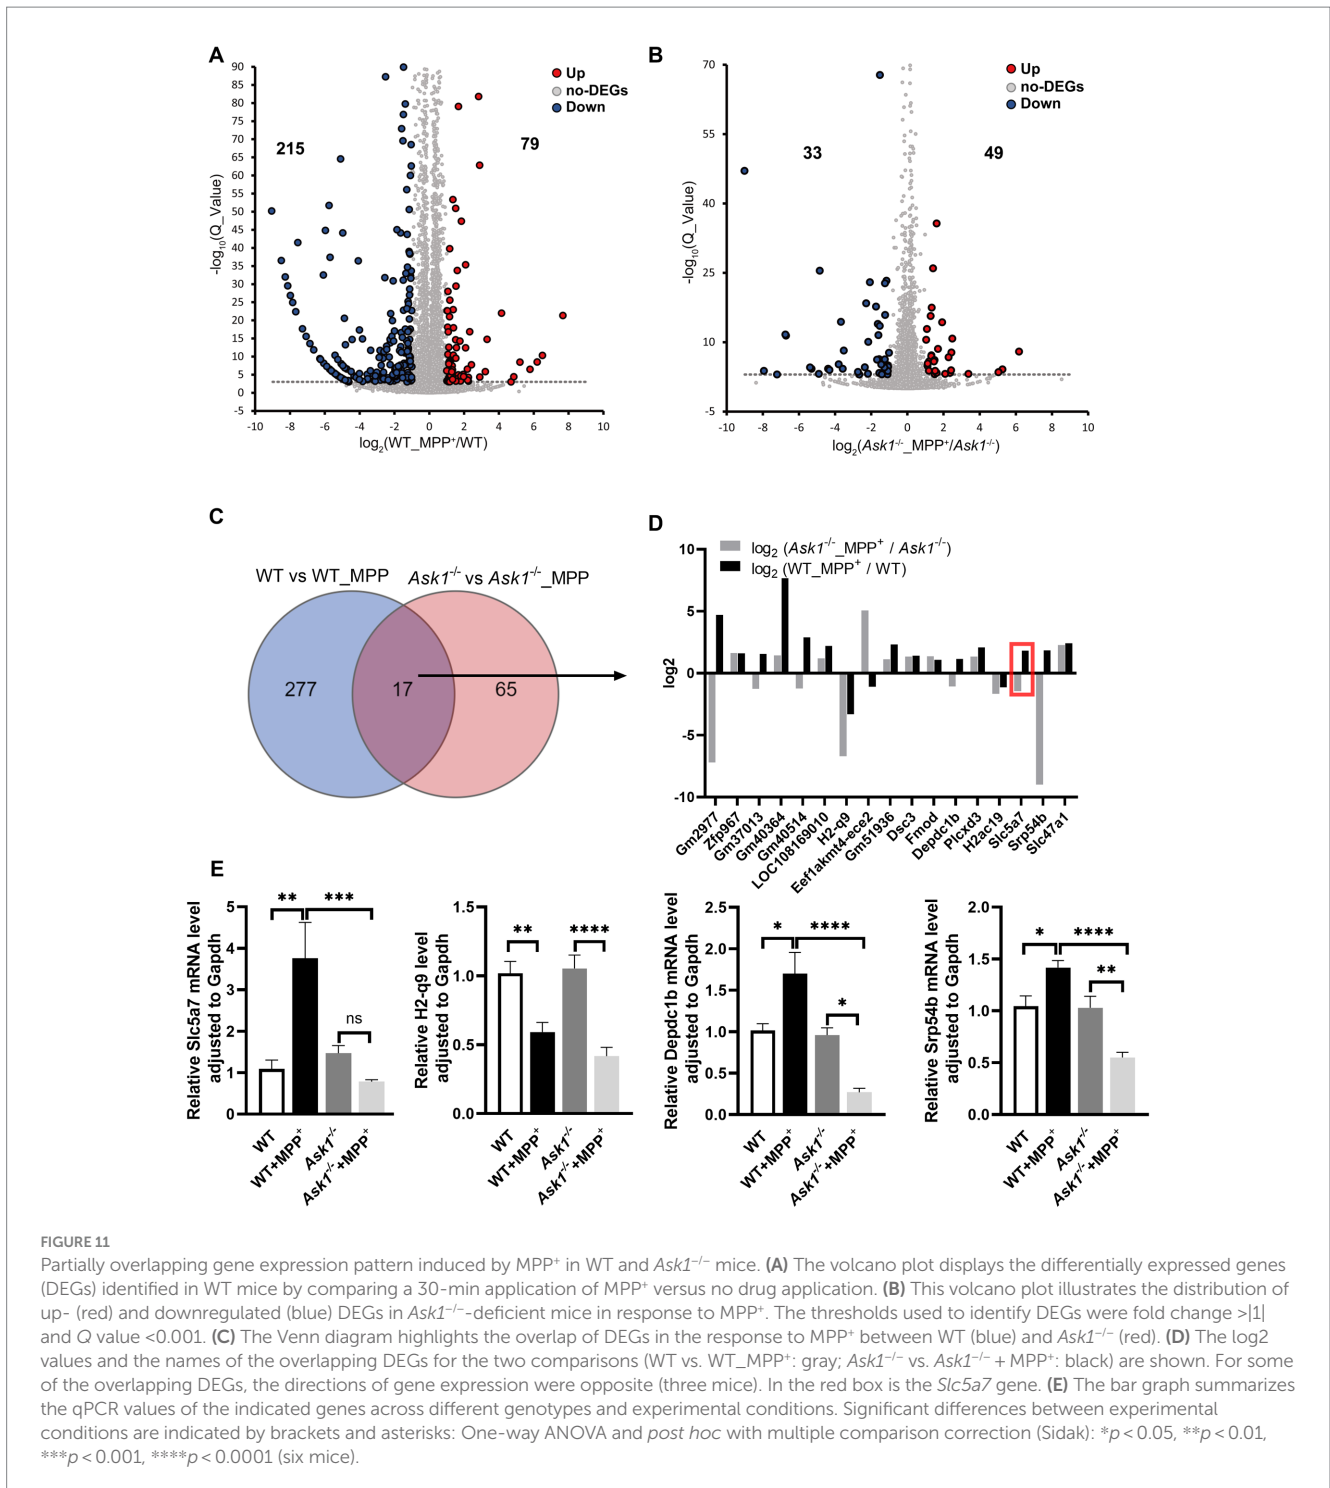 A
-log10(Q_Value)
90
85
80
75
70
65
60
55
50
45
40
35
30
25
20
15
10
5
0
-5
-10 -8 -6 -4 -2 0 2 4 6 8 10
log2(WT_MPP+/WT)
215
79
Up
no-DEGs
Down
B
-log10(Q_Value)
70
55
40
25
10
-5
-10 -8 -6 -4 -2 0 2 4 6 8 10
log2(Ask1-/-_MPP+/Ask1-/-)
33
49
Up
no-DEGs
Down
C
WT vs WT_MPP
Ask1-/- vs Ask1-/-_MPP
277
17
65
D
log2 (Ask1-/-_MPP+ / Ask1-/-)
log2 (WT_MPP+ / WT)
log2
10
5
0
-5
-10
Gm2977
Zfp967
Gm37013
Gm40364
Gm40514
LOC108169010
H2-q9
Eef1akmt4-ece2
Gm51936
Dsc3
Fmod
Depdc1b
Plcxd3
H2ac19
Slc5a7
Srp54b
Slc47a1
E
Relative Slc5a7 mRNA level
adjusted to Gapdh
5
4
3
2
1
0
** ***
ns
WT
WT+MPP+
Ask1-/-
Ask1-/-+MPP+
Relative H2-q9 level
adjusted to Gapdh
1.5
1.0
0.5
0.0
** ****
WT
WT+MPP+
Ask1-/-
Ask1-/-+MPP+
Relative Depdc1b mRNA level
adjusted to Gapdh
2.5
2.0
1.5
1.0
0.5
0.0
* ****
*
WT
WT+MPP+
Ask1-/-
Ask1-/-+MPP+
Relative Srp54b mRNA level
adjusted to Gapdh
2.0
1.5
1.0
0.5
0.0
* ****
**
WT
WT+MPP+
Ask1-/-
Ask1-/-+MPP+
FIGURE 11
Partially overlapping gene expression pattern induced by MPP+ in WT and Ask1−/− mice. (A) The volcano plot displays the differentially expressed genes
(DEGs) identified in WT mice by comparing a 30-min application of MPP+ versus no drug application. (B) This volcano plot illustrates the distribution of
up- (red) and downregulated (blue) DEGs in Ask1−/−-deficient mice in response to MPP+. The thresholds used to identify DEGs were fold change >|1|
and Q value <0.001. (C) The Venn diagram highlights the overlap of DEGs in the response to MPP+ between WT (blue) and Ask1−/− (red). (D) The log2
values and the names of the overlapping DEGs for the two comparisons (WT vs. WT_MPP+: gray; Ask1−/− vs. Ask1−/− + MPP+: black) are shown. For some
of the overlapping DEGs, the directions of gene expression were opposite (three mice). In the red box is the Slc5a7 gene. (E) The bar graph summarizes
the qPCR values of the indicated genes across different genotypes and experimental conditions. Significant differences between experimental
conditions are indicated by brackets and asterisks: One-way ANOVA and post hoc with multiple comparison correction (Sidak): *p < 0.05, **p < 0.01,
***p < 0.001, ****p < 0.0001 (six mice).